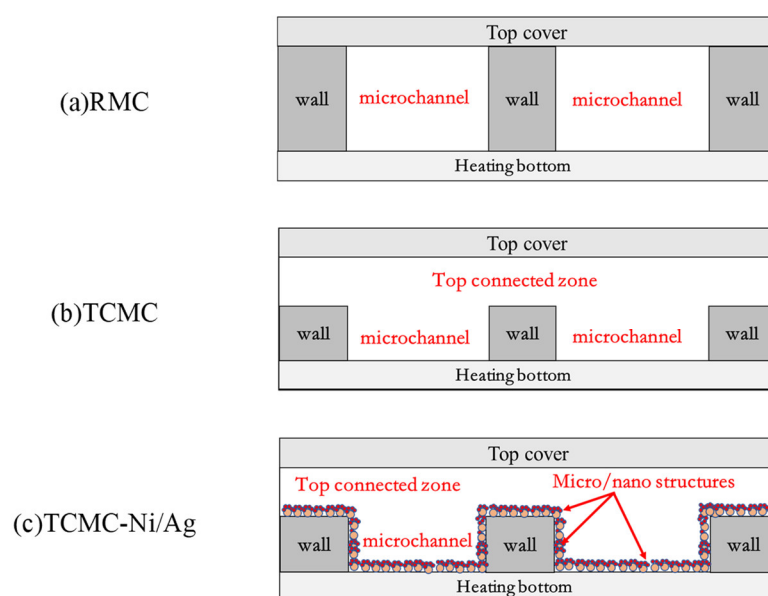 Top cover
(a)RMC
wall microchannel wall microchannel wall
Heating bottom
Top cover
Top connected zone
(b)TCMC
wall microchannel wall microchannel wall
Heating bottom
Top cover
Top connected zone Micro/nano structures
(c)TCMC-Ni/Ag
wall microchannel wall wall
Heating bottom